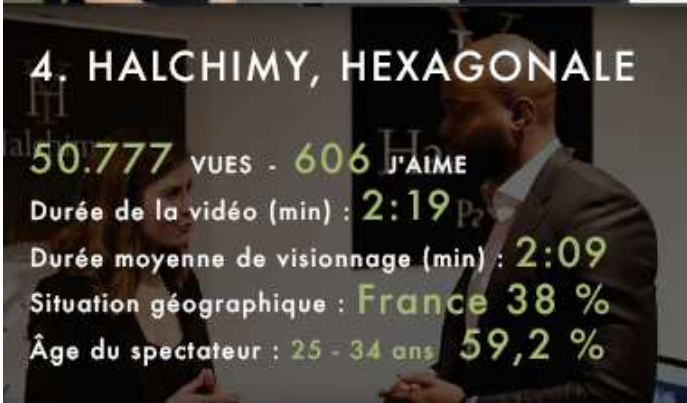 4. HALCHIMY, HEXAGONALE
50.777 VUES - 606 J'AIME
Durée de la vidéo (min) : 2:19
Durée moyenne de visionnage (min) : 2:09
Situation géographique : France 38 %
Âge du spectateur : 25 - 34 ans 59,2 %